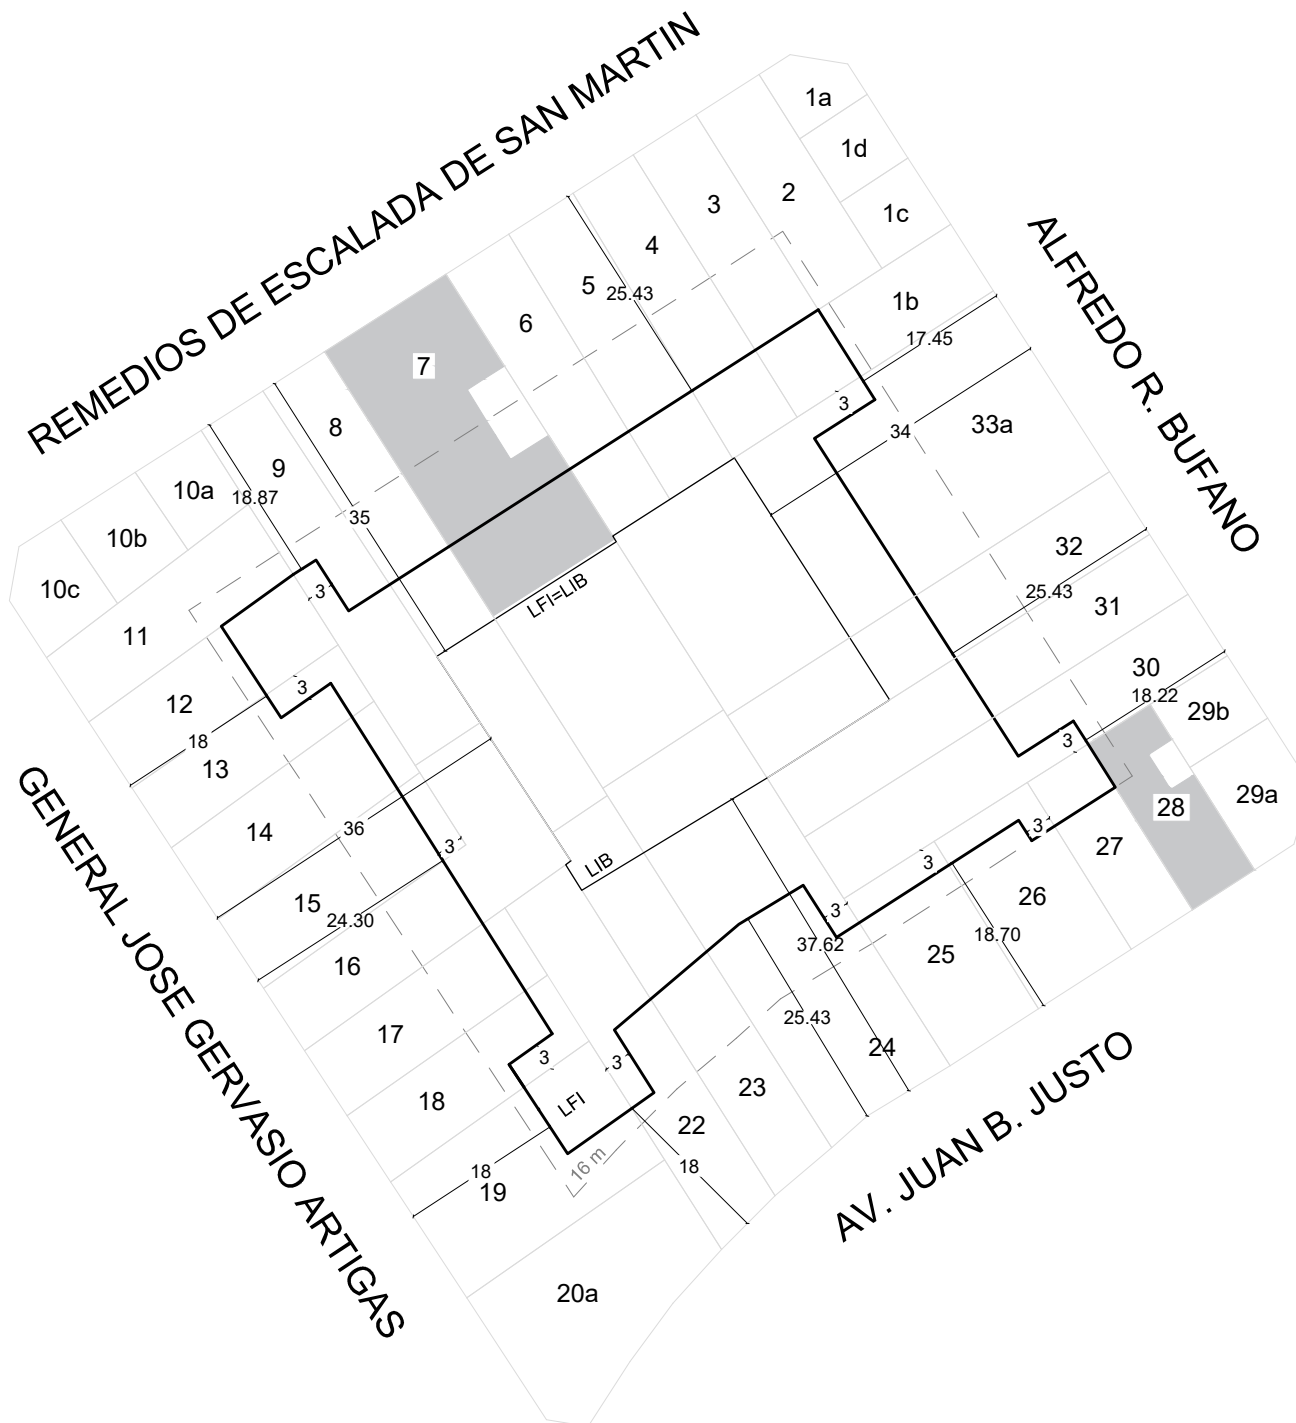 REMEDIOS DE ESCALADA DE SAN MARTIN
ALFREDO R. BUFANO
1a
1d
1c
2
3
4
5
25.43
1b
17.45
6
7
8
3
34
33a
9
10a
18.87
35
10b
10c
3
32
25.43
31
LFI=LIB
11
12
3
30
18.22
29b
18
13
3
28
29a
14
36
3
3
27
15
24.30
LIB
3
26
3
37.62
18.70
25
16
25.43
17
24
3
3
23
18
LFI
22
16 m
18
19
18
20a
GENERAL JOSE GERVASIO ARTIGAS
AV. JUAN B. JUSTO